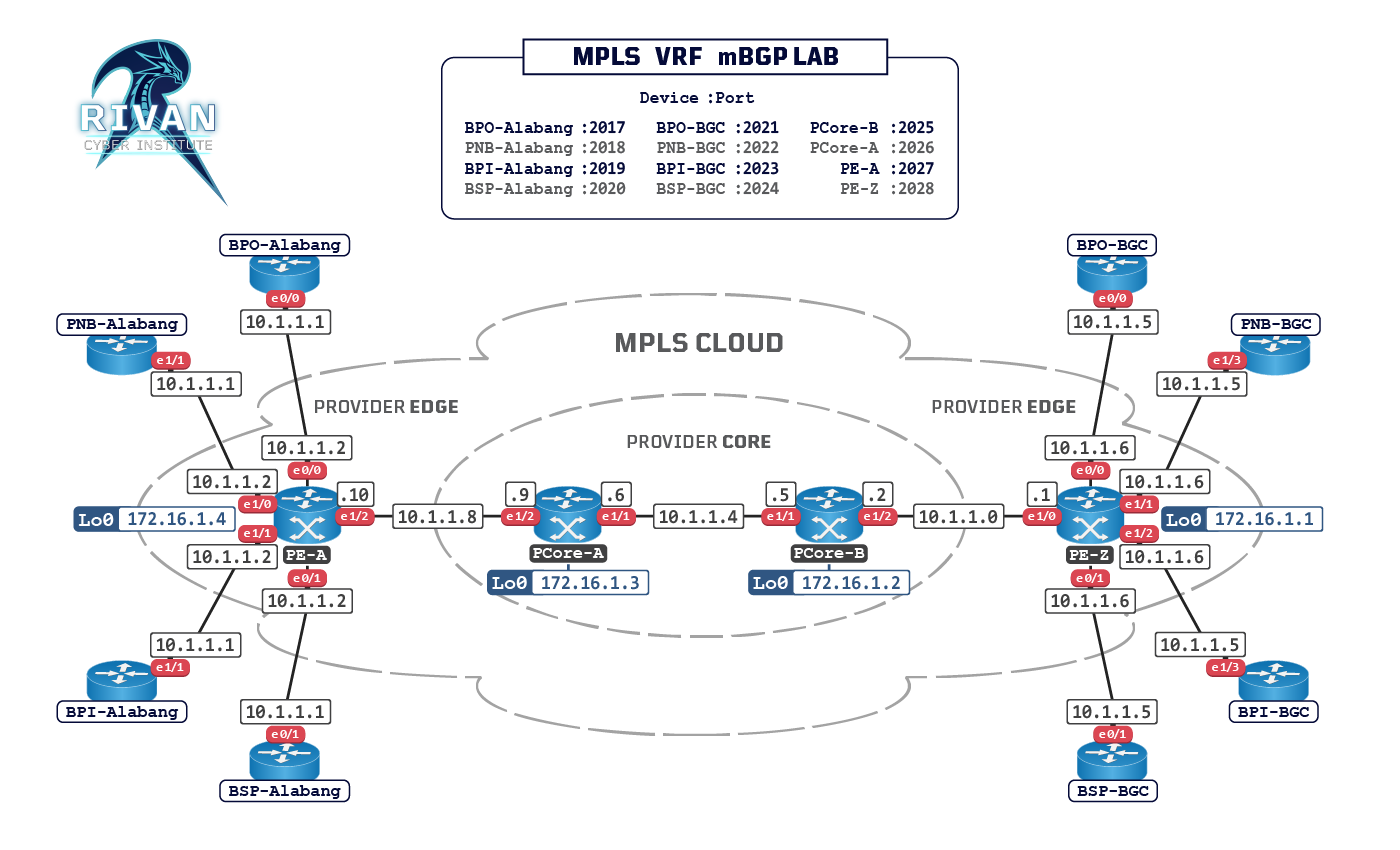 RIVAN
CYBER INSTITUTE
MPLS VRF mBGP LAB
Device :Port
BPO-Alabang :2017 BPO-BGC :2021 PCore-B :2025
PNB-Alabang :2018 PNB-BGC :2022 PCore-A :2026
BPI-Alabang :2019 BPI-BGC :2023 PE-A :2027
BSP-Alabang :2020 BSP-BGC :2024 PE-Z :2028
BPO-Alabang
BPO-BGC
e0/0
e0/0
10.1.1.1
10.1.1.5
PNB-Alabang
PNB-BGC
e1/1
e1/3
10.1.1.1
10.1.1.5
MPLS CLOUD
PROVIDER EDGE
PROVIDER EDGE
PROVIDER CORE
10.1.1.2
10.1.1.6
e0/0
e0/0
10.1.1.2
10.1.1.6
e1/0
e1/1
.10
.9
.6
.5
.2
.1
Lo0 172.16.1.4
e1/2
10.1.1.8
e1/2
e1/1
10.1.1.4
e1/1
e1/2
10.1.1.0
e1/0
Lo0 172.16.1.1
e1/1
e1/2
PE-A
PCore-A
PCore-B
PE-Z
10.1.1.2
10.1.1.6
e0/1
Lo0 172.16.1.3
Lo0 172.16.1.2
e0/1
10.1.1.2
10.1.1.6
10.1.1.1
10.1.1.5
e1/1
e1/3
BPI-Alabang
BPI-BGC
10.1.1.1
10.1.1.5
e0/1
e0/1
BSP-Alabang
BSP-BGC